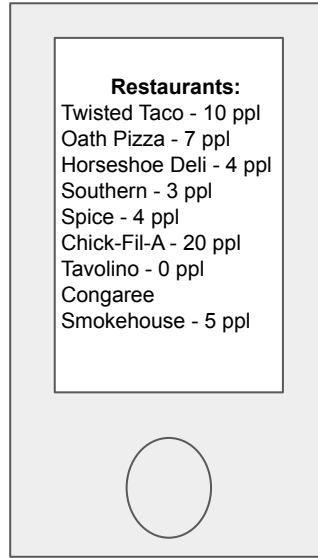 Restaurants:
Twisted Taco - 10 ppl
Oath Pizza - 7 ppl
Horseshoe Deli - 4 ppl
Southern - 3 ppl
Spice - 4 ppl
Chick-Fil-A - 20 ppl
Tavolino - 0 ppl
Congaree
Smokehouse - 5 ppl